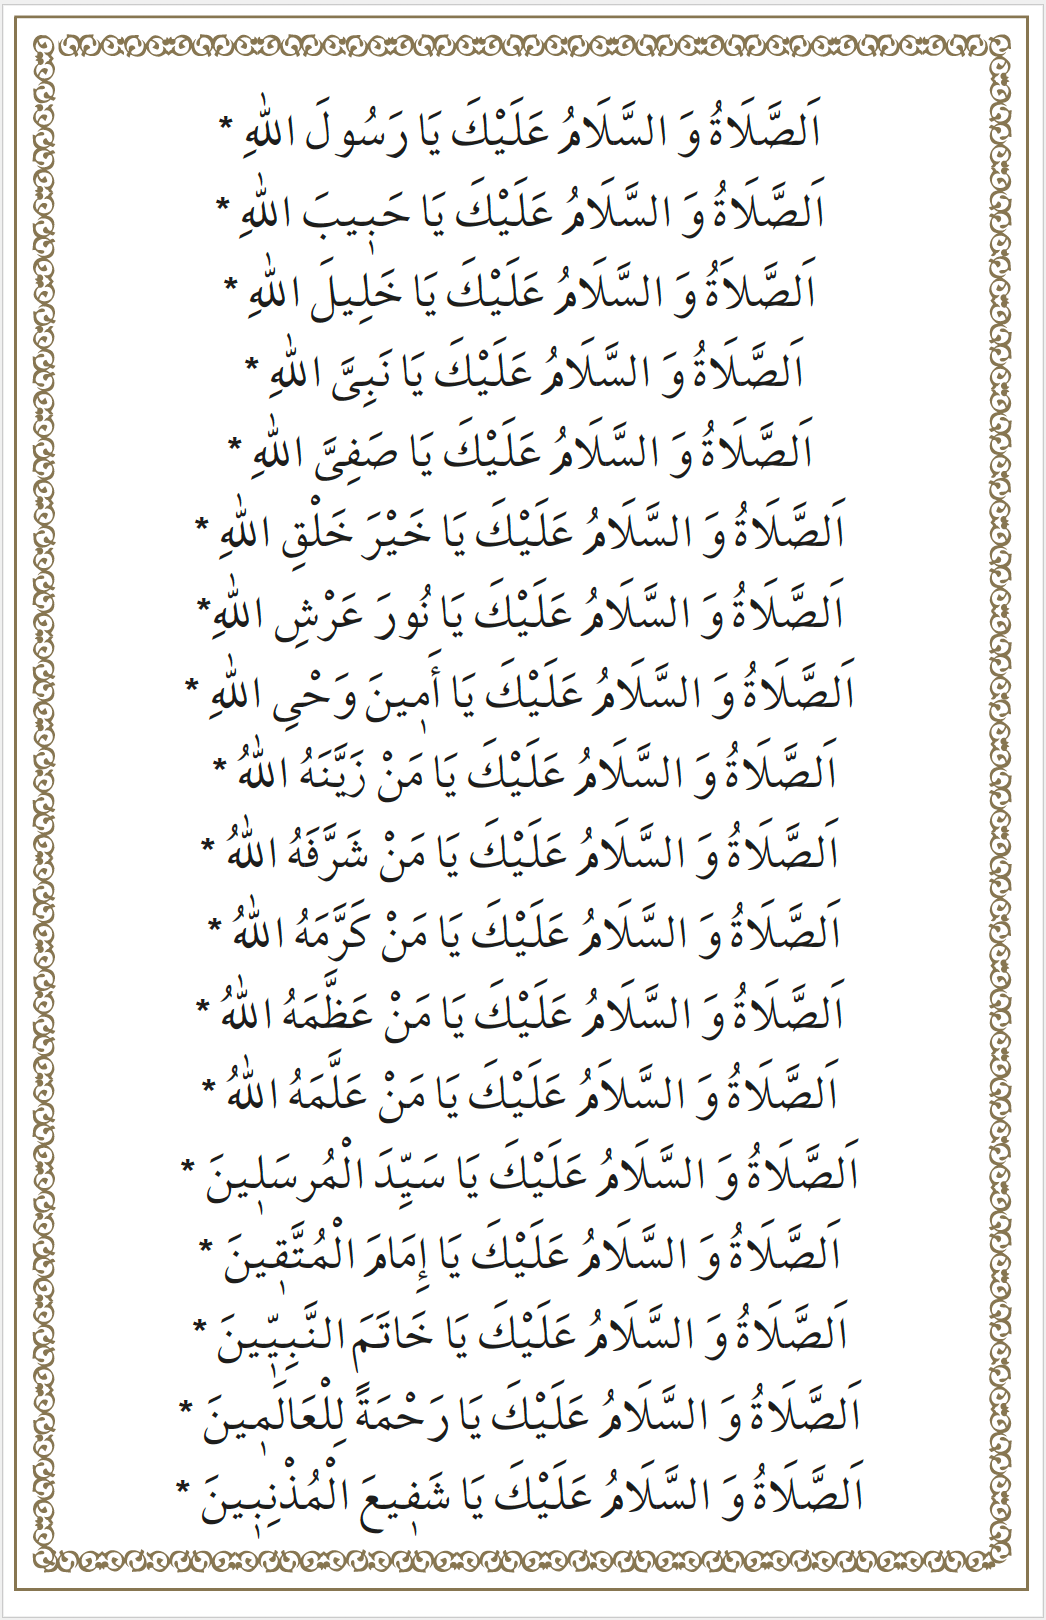 اَلصَّلَاةُ وَ السَّلَامُ عَلَيْكَ يَا رَسُولَ اللّٰهِ *
اَلصَّلَاةُ وَ السَّلَامُ عَلَيْكَ يَا حَبٖيبَ اللّٰهِ *
اَلصَّلاَةُ وَ السَّلَامُ عَلَيْكَ يَا خَلِيلَ اللّٰهِ *
اَلصَّلَاةُ وَ السَّلَامُ عَلَيْكَ يَا نَبِىَّ اللّٰهِ *
اَلصَّلَاةُ وَ السَّلَامُ عَلَيْكَ يَا صَفِىَّ اللّٰهِ *
اَلصَّلَاةُ وَ السَّلَامُ عَلَيْكَ يَا خَيْرَ خَلْقِ اللّٰهِ *
اَلصَّلَاةُ وَ السَّلَامُ عَلَيْكَ يَا نُورَ عَرْشِ اللّٰهِ*
اَلصَّلَاةُ وَ السَّلَامُ عَلَيْكَ يَا أَمٖينَ وَحْىِ اللّٰهِ *
اَلصَّلَاةُ وَ السَّلَامُ عَلَيْكَ يَا مَنْ زَيَّنَهُ اللّٰهُ *
اَلصَّلَاةُ وَ السَّلَامُ عَلَيْكَ يَا مَنْ شَرَّفَهُ اللّٰهُ *
اَلصَّلَاةُ وَ السَّلَامُ عَلَيْكَ يَا مَنْ كَرَّمَهُ اللّٰهُ *
اَلصَّلَاةُ وَ السَّلَامُ عَلَيْكَ يَا مَنْ عَظَّمَهُ اللّٰهُ *
اَلصَّلَاةُ وَ السَّلاَمُ عَلَيْكَ يَا مَنْ عَلَّمَهُ اللّٰهُ *
اَلصَّلَاةُ وَ السَّلَامُ عَلَيْكَ يَا سَيِّدَ الْمُرسَلٖينَ *
اَلصَّلَاةُ وَ السَّلَامُ عَلَيْكَ يَا إِمَامَ الْمُتَّقٖينَ *
اَلصَّلَاةُ وَ السَّلَامُ عَلَيْكَ يَا خَاتَمَ النَّبِيّٖينَ *
اَلصَّلَاةُ وَ السَّلَامُ عَلَيْكَ يَا رَحْمَةً لِلْعَالَمٖينَ *
اَلصَّلَاةُ وَ السَّلَامُ عَلَيْكَ يَا شَفٖيعَ الْمُذْنِبٖينَ *